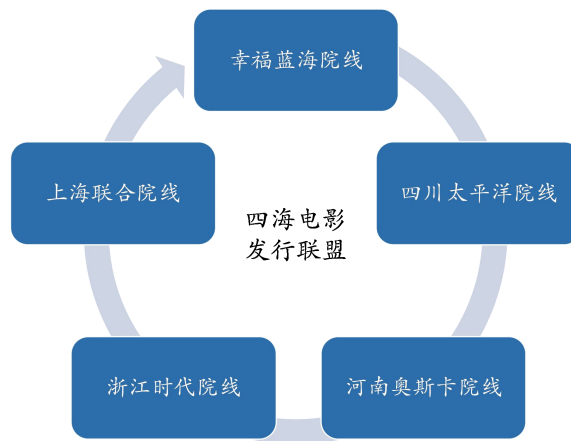 幸福蓝海院线
上海联合院线
四川太平洋院线
四海电影
发行联盟
浙江时代院线
河南奥斯卡院线